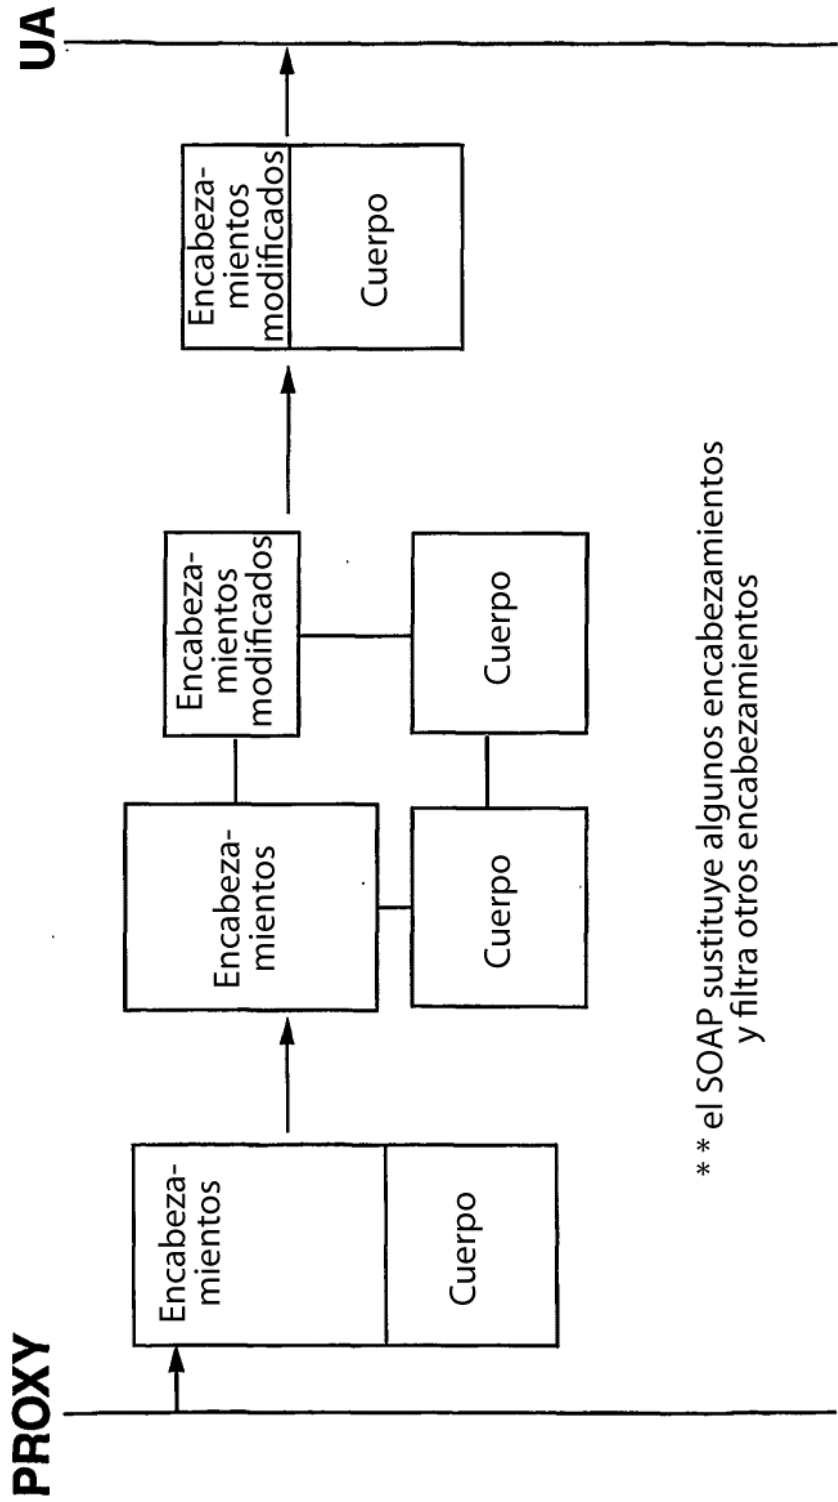 PROXY
UA
Encabeza-
mientos
Cuerpo
Encabeza-
mientos
Cuerpo
Encabeza-
mientos
modificados
Cuerpo
Encabeza-
mientos
modificados
Cuerpo
* * el SOAP sustituye algunos encabezamientos
y filtra otros encabezamientos